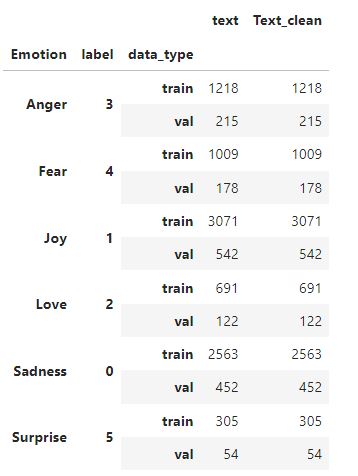 text Text_clean
Emotion label data_type
Anger 3 train 1218 1218
val 215 215
Fear 4 train 1009 1009
val 178 178
Joy 1 train 3071 3071
val 542 542
Love 2 train 691 691
val 122 122
Sadness 0 train 2563 2563
val 452 452
Surprise 5 train 305 305
val 54 54